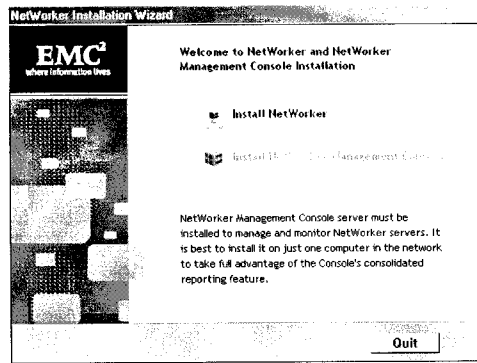 NetWorker Installation Wizard
EMC²
where information lives
Welcome to NetWorker and NetWorker
Management Console Installation
Install NetWorker
Install Management
NetWorker Management Console server must be
installed to manage and monitor NetWorker servers. It
is best to install it on just one computer in the network
to take full advantage of the Console's consolidated
reporting feature.
Quit